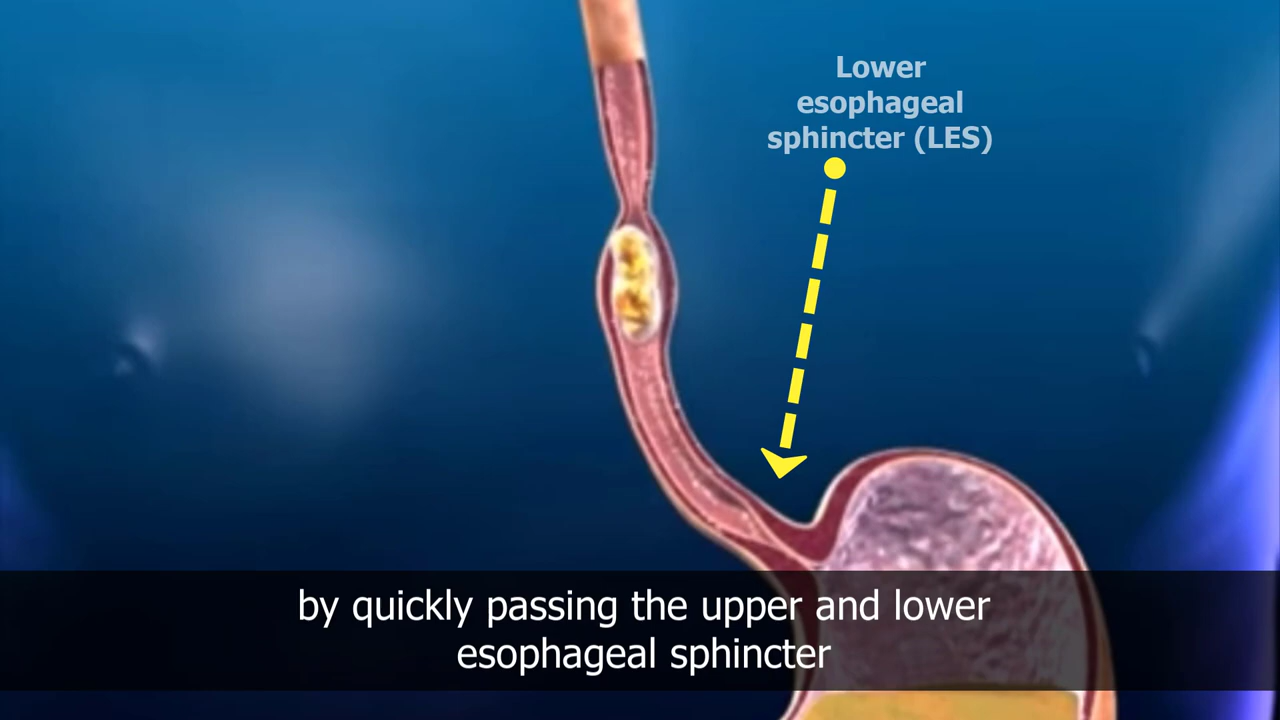 Lower
esophageal
sphincter (LES)
by quickly passing the upper and lower
esophageal sphincter